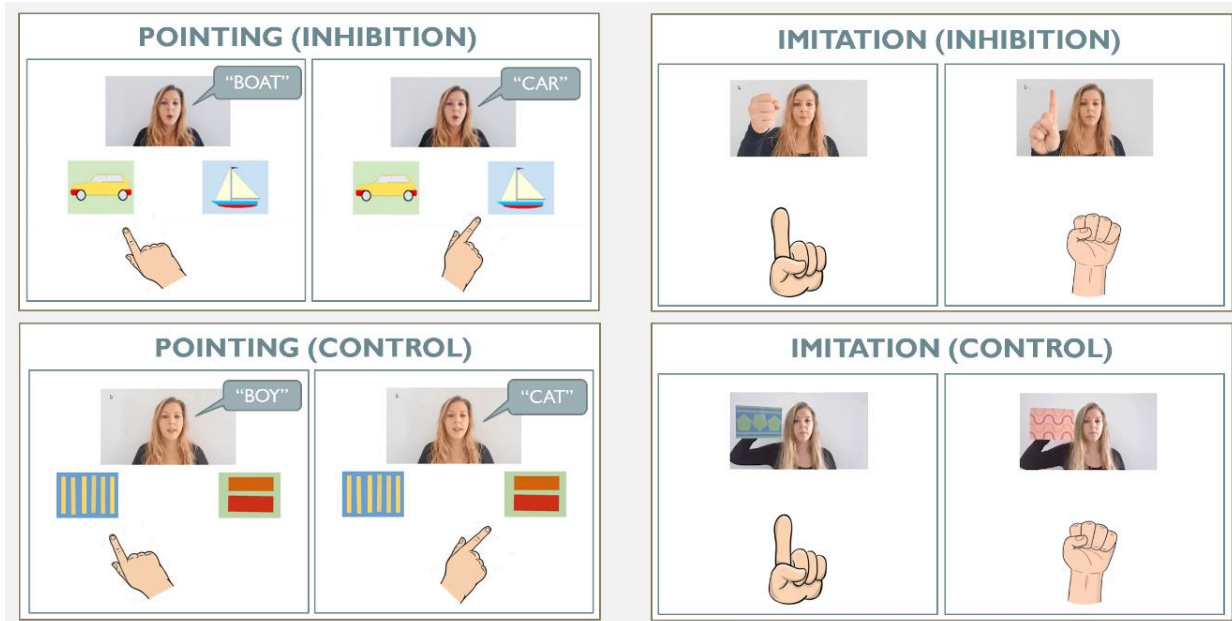 POINTING (INHIBITION)
“BOAT”
“CAR”
IMITATION (INHIBITION)
POINTING (CONTROL)
“BOY”
“CAT”
IMITATION (CONTROL)